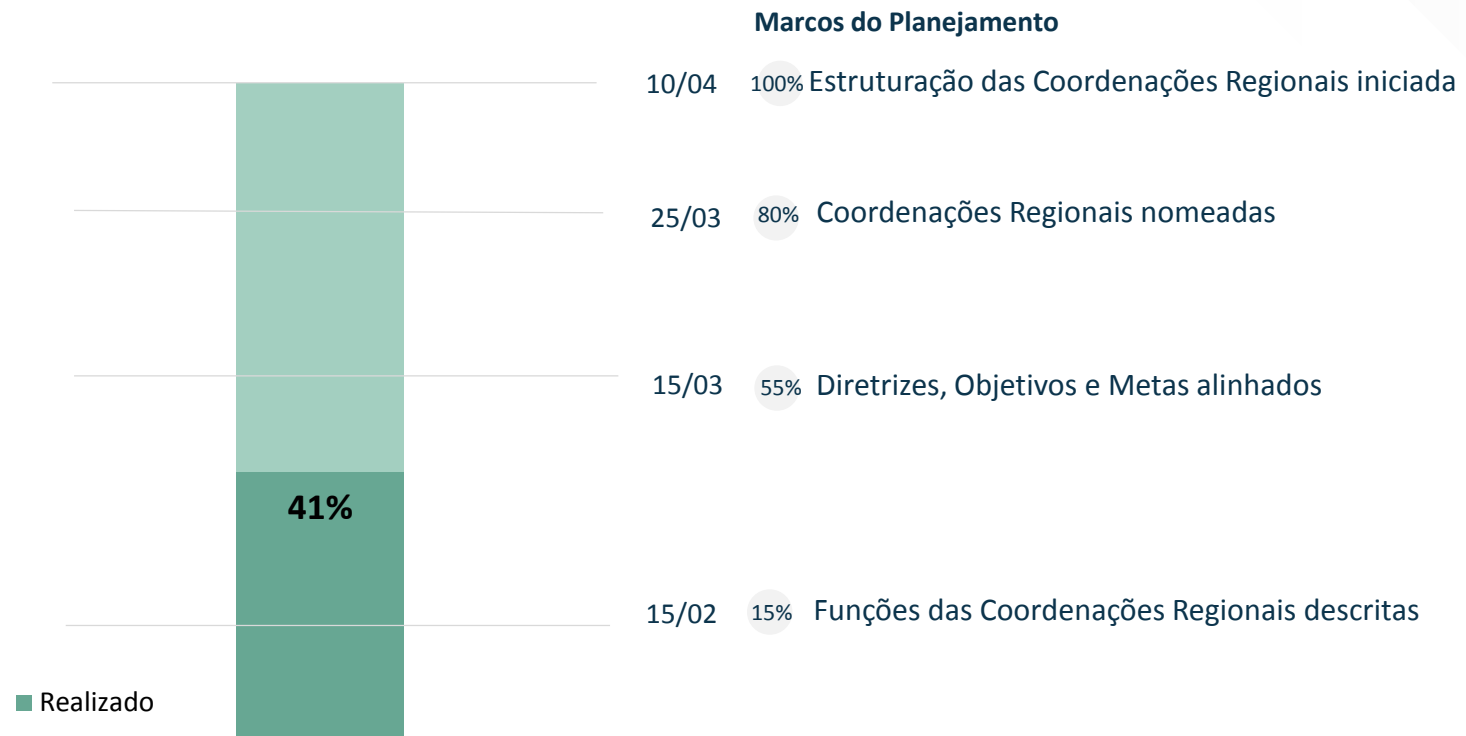 Marcos do Planejamento
10/04 100% Estruturação das Coordenações Regionais iniciada
25/03 80% Coordenações Regionais nomeadas
15/03 55% Diretrizes, Objetivos e Metas alinhados
41%
15/02 15% Funções das Coordenações Regionais descritas
Realizado